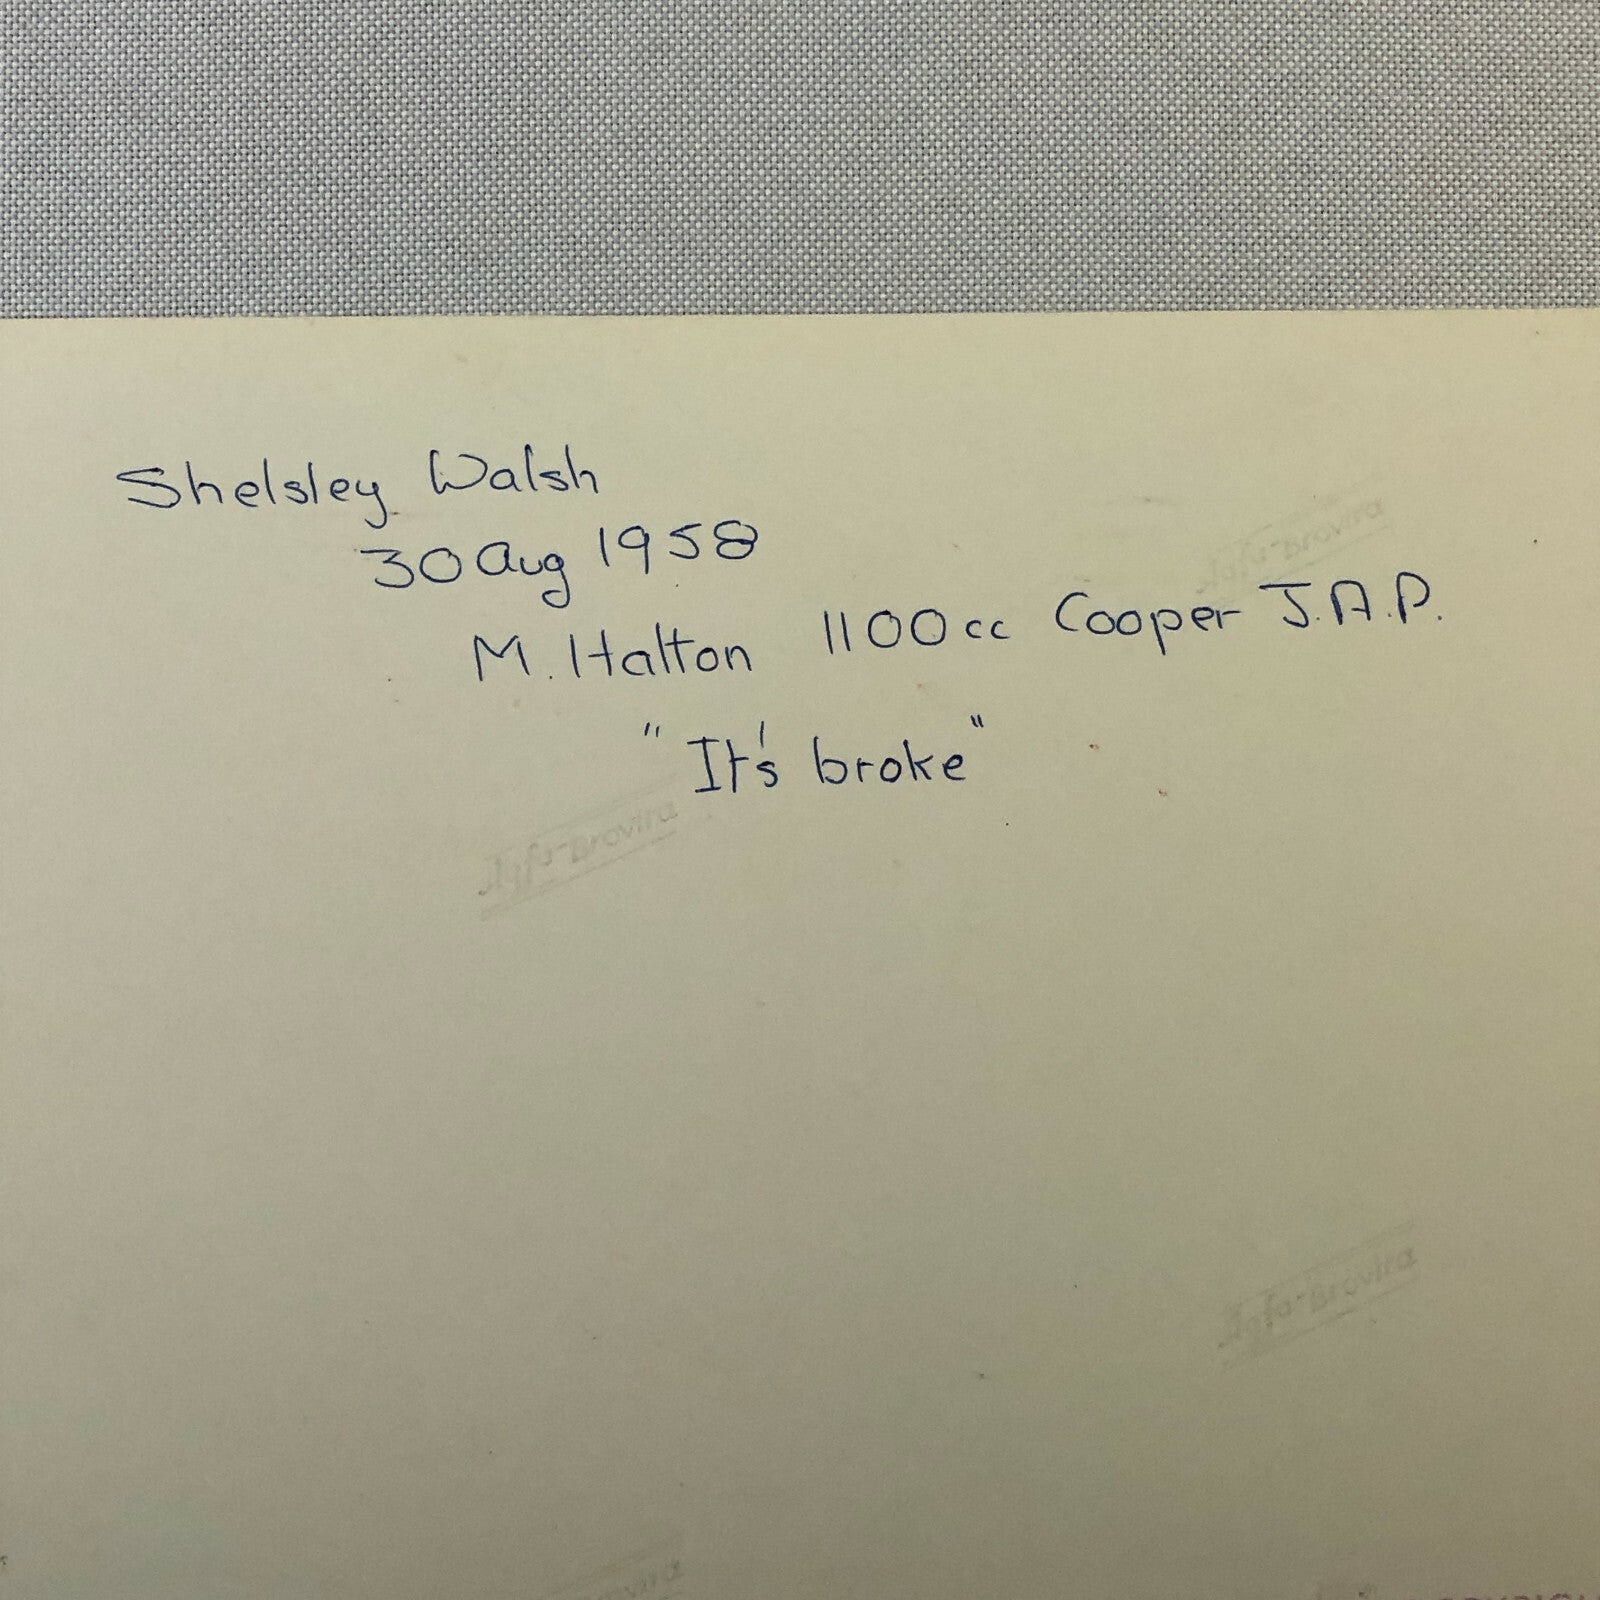 Shelsley Walsh
30 Aug 1958
M. Halton 1100cc Cooper J.A.P.
"It's broke"
Agfa-Brovira
Agfa-Brovira
Agfa-Brovira